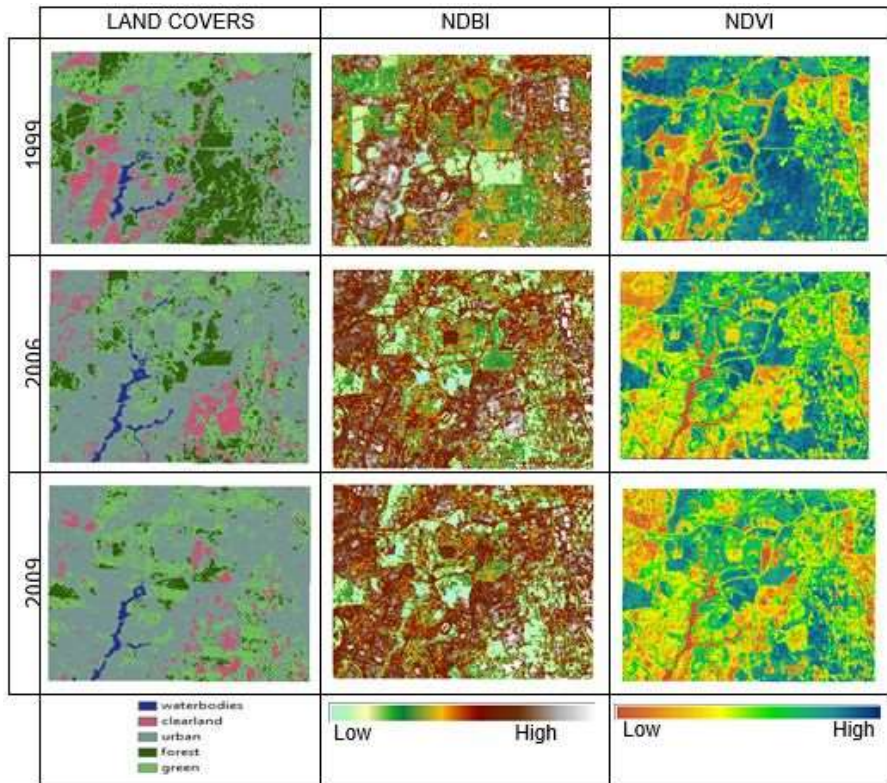 LAND COVERS NDBI NDVI
1999
2006
2009
waterbodies
clearland
urban
forest
green
Low High
Low High